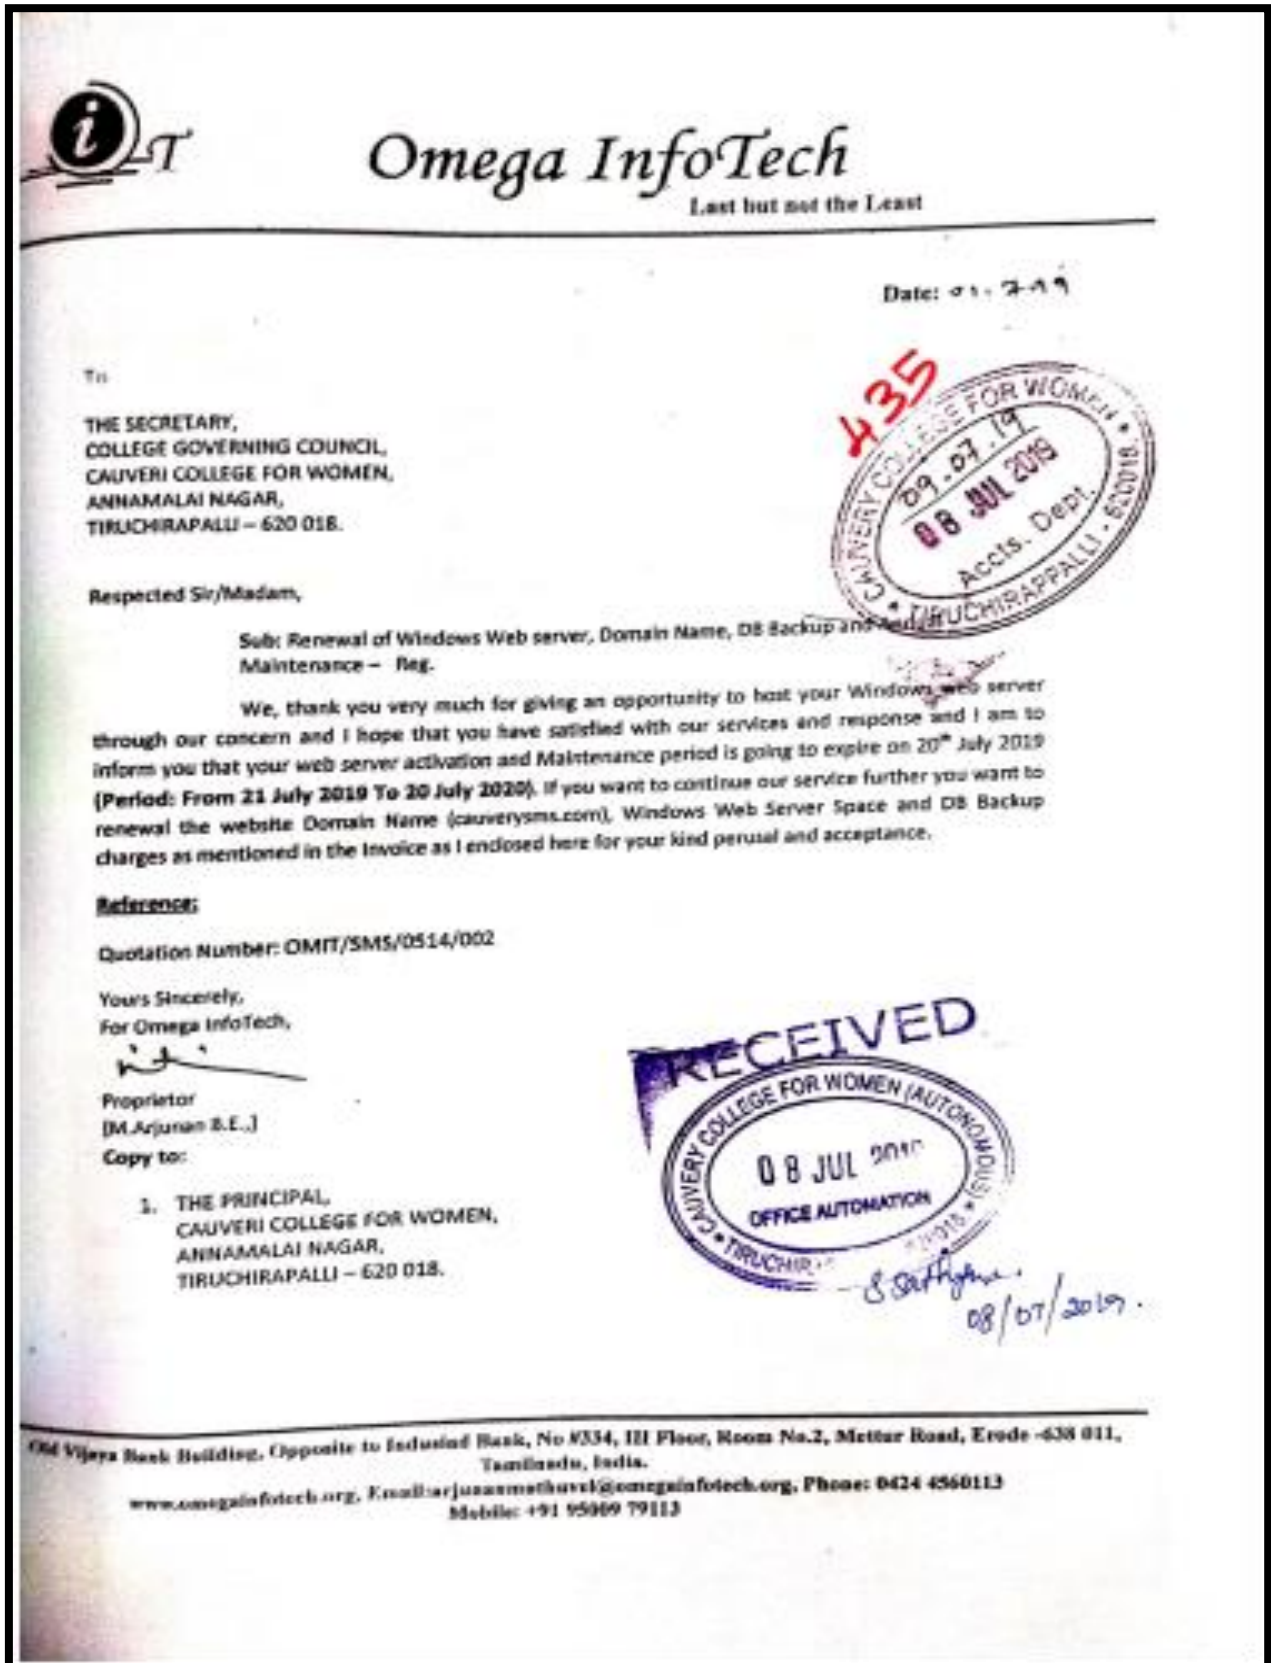 i T
Omega InfoTech
Last but not the Least
Date: 01.7.19
To
435
THE SECRETARY,
COLLEGE GOVERNING COUNCIL,
CAUVERI COLLEGE FOR WOMEN,
ANNAMALAI NAGAR,
TIRUCHIRAPALLI – 620 018.
CAUVERY COLLEGE FOR WOMEN
09.07.19
08 JUL 2019
Accts. Dept.
TIRUCHIRAPPALLI - 620018
Respected Sir/Madam,
Sub: Renewal of Windows Web server, Domain Name, DB Backup and
Maintenance – Reg.
We, thank you very much for giving an opportunity to host your Windows web server
through our concern and I hope that you have satisfied with our services and response and I am to
inform you that your web server activation and Maintenance period is going to expire on 20th July 2019
(Period: From 21 July 2019 To 20 July 2020). If you want to continue our service further you want to
renewal the website Domain Name (cauverysms.com), Windows Web Server Space and DB Backup
charges as mentioned in the Invoice as I enclosed here for your kind perusal and acceptance.
Reference:
Quotation Number: OMIT/SMS/0514/002
Yours Sincerely,
For Omega InfoTech,
Proprietor
[M.Arjunan B.E.,]
Copy to:
1. THE PRINCIPAL,
CAUVERI COLLEGE FOR WOMEN,
ANNAMALAI NAGAR,
TIRUCHIRAPALLI – 620 018.
RECEIVED
CAUVERY COLLEGE FOR WOMEN (AUTONOMOUS)
08 JUL
OFFICE AUTOMATION
08/07/2019.
Old Vijaya Bank Building, Opposite to Indusind Bank, No #334, III Floor, Room No.2, Mettur Road, Erode -638 011,
Tamilnadu, India.
www.omegainfotech.org, Email:arjunanmuthuvel@omegainfotech.org, Phone: 0424 4560113
Mobile: +91 95009 79113